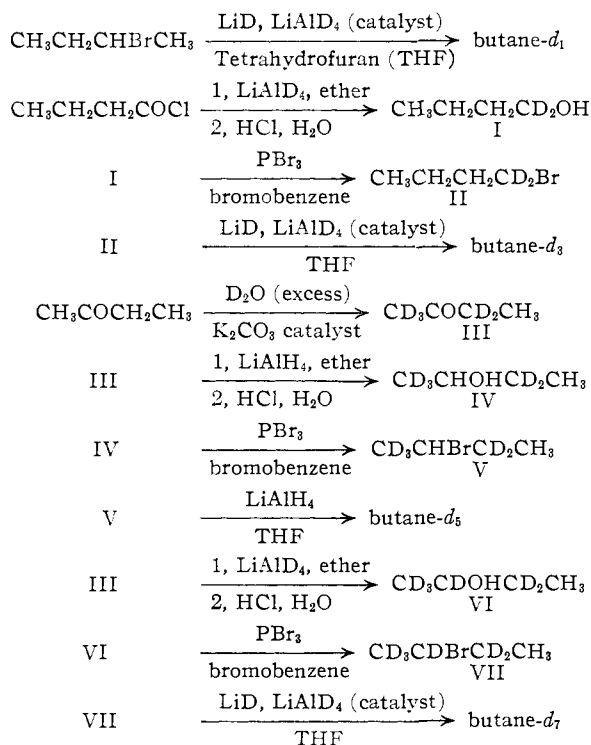 CH₃CH₂CHBrCH₃ LiD, LiAlD₄ (catalyst) butane-d₁
Tetrahydrofuran (THF)
CH₃CH₂CH₂COCl 1, LiAlD₄, ether CH₃CH₂CH₂CD₂OH
2, HCl, H₂O I
I PBr₃ CH₃CH₂CH₂CD₂Br
bromobenzene II
II LiD, LiAlD₄ (catalyst) butane-d₃
THF
CH₃COCH₂CH₃ D₂O (excess) CD₃COCD₂CH₃
K₂CO₃ catalyst III
III 1, LiAlH₄, ether CD₃CHOHCD₂CH₃
2, HCl, H₂O IV
IV PBr₃ CD₃CHBrCD₂CH₃
bromobenzene V
V LiAlH₄ butane-d₅
THF
III 1, LiAlD₄, ether CD₃CDOHCD₂CH₃
2, HCl, H₂O VI
VI PBr₃ CD₃CDBrCD₂CH₃
bromobenzene VII
VII LiD, LiAlD₄ (catalyst) butane-d₇
THF